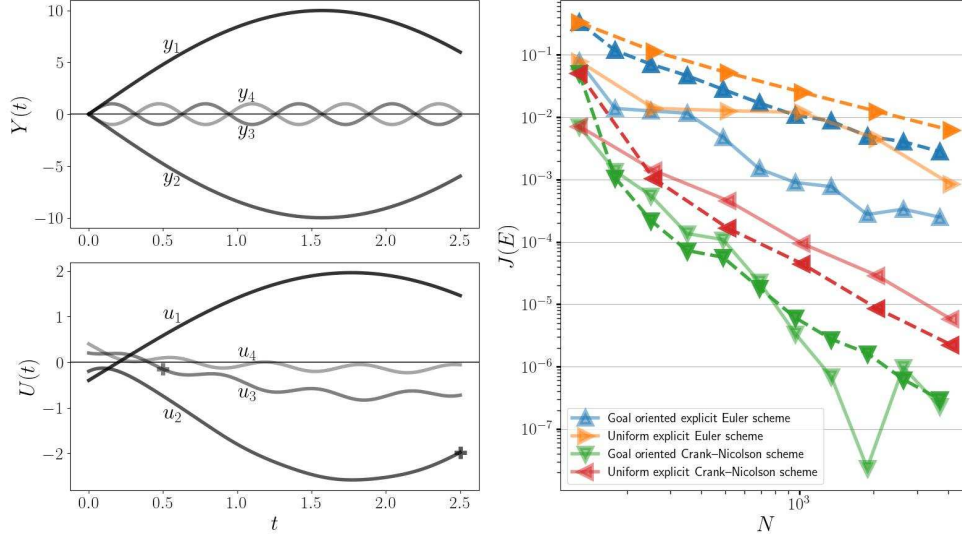 10
5
0
−5
−10
Y(t)
y₁
y₄
y₃
y₂
0.0
0.5
1.0
1.5
2.0
2.5
2
1
0
−1
−2
U(t)
u₁
u₄
u₃
u₂
0.0
0.5
1.0
1.5
2.0
2.5
t
10⁻¹
10⁻²
10⁻³
10⁻⁴
10⁻⁵
10⁻⁶
10⁻⁷
J(E)
Goal oriented explicit Euler scheme
Uniform explicit Euler scheme
Goal oriented Crank–Nicolson scheme
Uniform explicit Crank–Nicolson scheme
10³
N